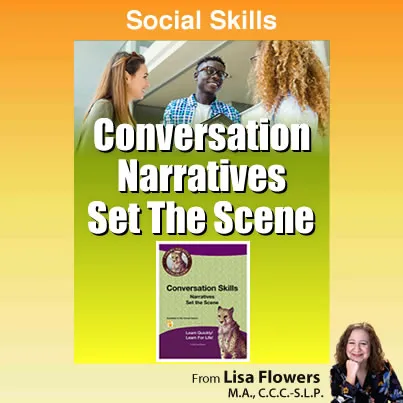 Social Skills
Conversation
Narratives
Set The Scene
Conversation Skills
Narratives
Set the Scene
Learn Quickly!
Learn For Life!
From Lisa Flowers
M.A., C.C.C.-S.L.P.